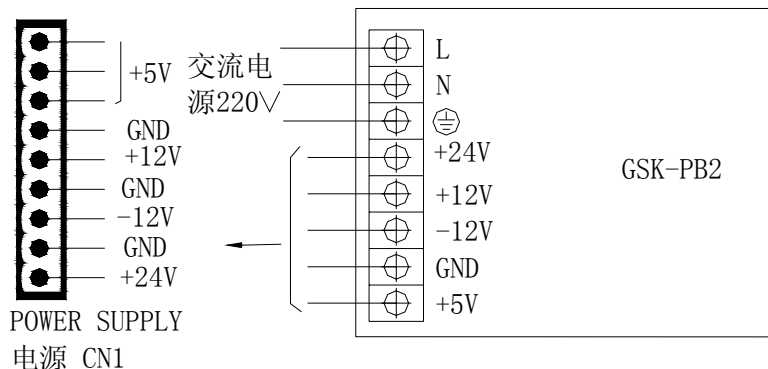 +5V
GND
+12V
GND
-12V
GND
+24V
POWER SUPPLY
电源 CN1
交流电
源220V
L
N
+24V
+12V
-12V
GND
+5V
GSK-PB2